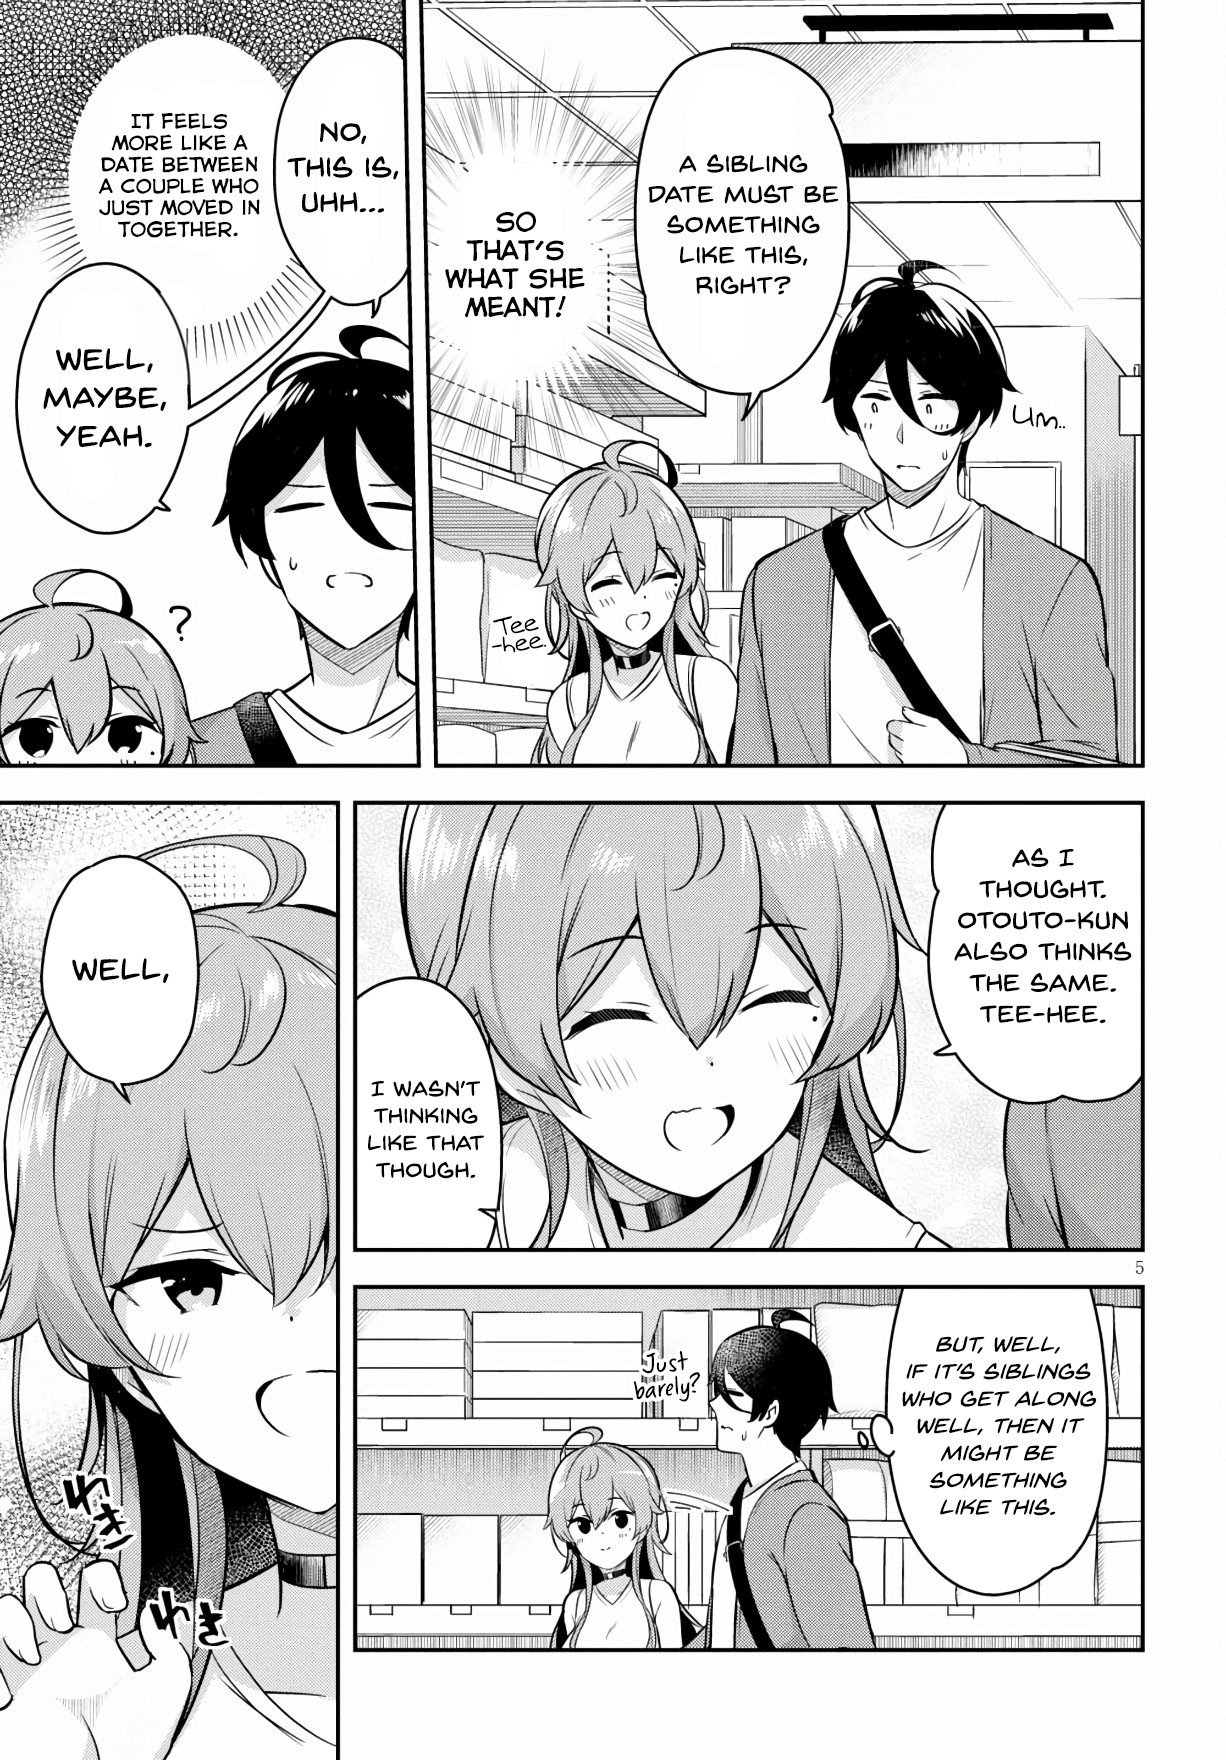 A SIBLING
DATE MUST BE
SOMETHING
LIKE THIS,
RIGHT?
Um..
SO
THAT'S
WHAT SHE
MEANT!
Tee
-hee.
NO,
THIS IS,
UHH...
IT FEELS
MORE LIKE A
DATE BETWEEN
A COUPLE WHO
JUST MOVED IN
TOGETHER.
WELL,
MAYBE,
YEAH.
?
AS I
THOUGHT.
OTOUTO-KUN
ALSO THINKS
THE SAME.
TEE-HEE.
I WASN'T
THINKING
LIKE THAT
THOUGH.
5
BUT, WELL,
IF IT'S SIBLINGS
WHO GET ALONG
WELL, THEN IT
MIGHT BE
SOMETHING
LIKE THIS.
Just
barely?
WELL,
わき
わき